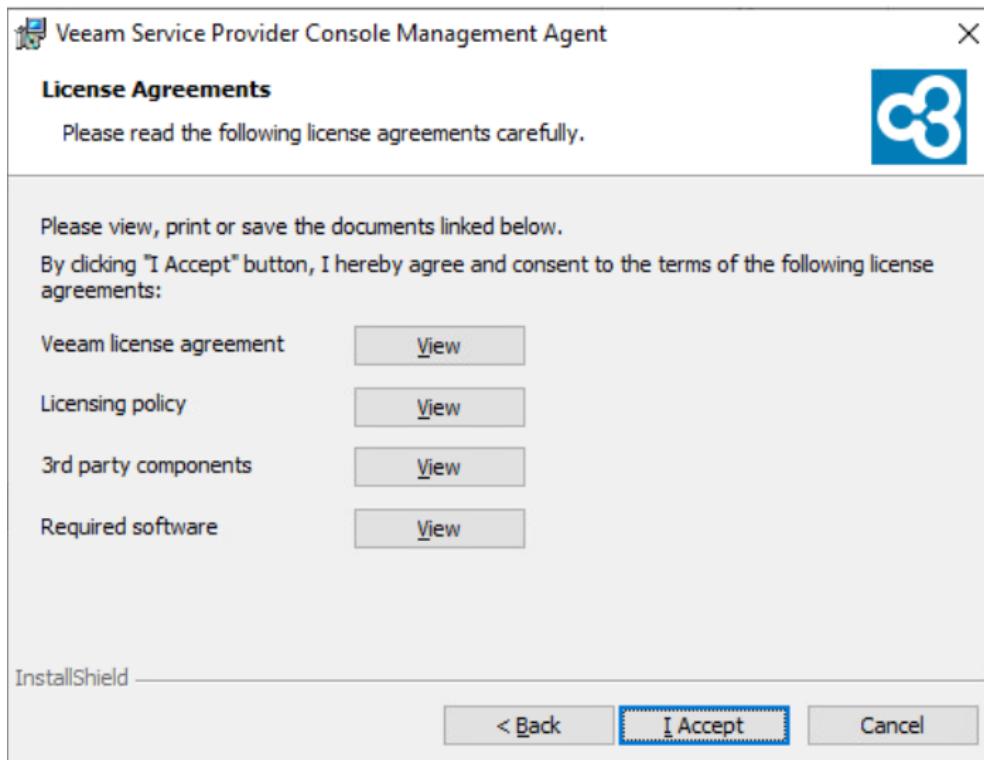 Veeam Service Provider Console Management Agent
License Agreements
Please read the following license agreements carefully.
c3
Please view, print or save the documents linked below.
By clicking "I Accept" button, I hereby agree and consent to the terms of the following license
agreements:
Veeam license agreement View
Licensing policy View
3rd party components View
Required software View
InstallShield
< Back I Accept Cancel